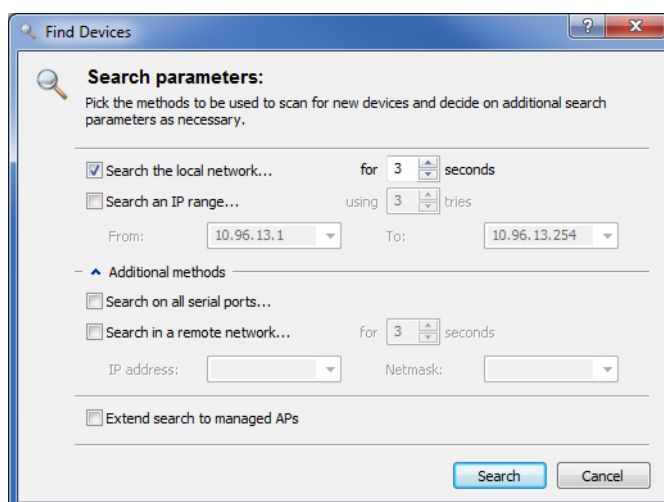 Find Devices
?
X
Search parameters:
Pick the methods to be used to scan for new devices and decide on additional search
parameters as necessary.
Search the local network... for 3 seconds
Search an IP range... using 3 tries
From: 10.96.13.1 To: 10.96.13.254
Additional methods
Search on all serial ports...
Search in a remote network... for 3 seconds
IP address: Netmask:
Extend search to managed APs
Search Cancel